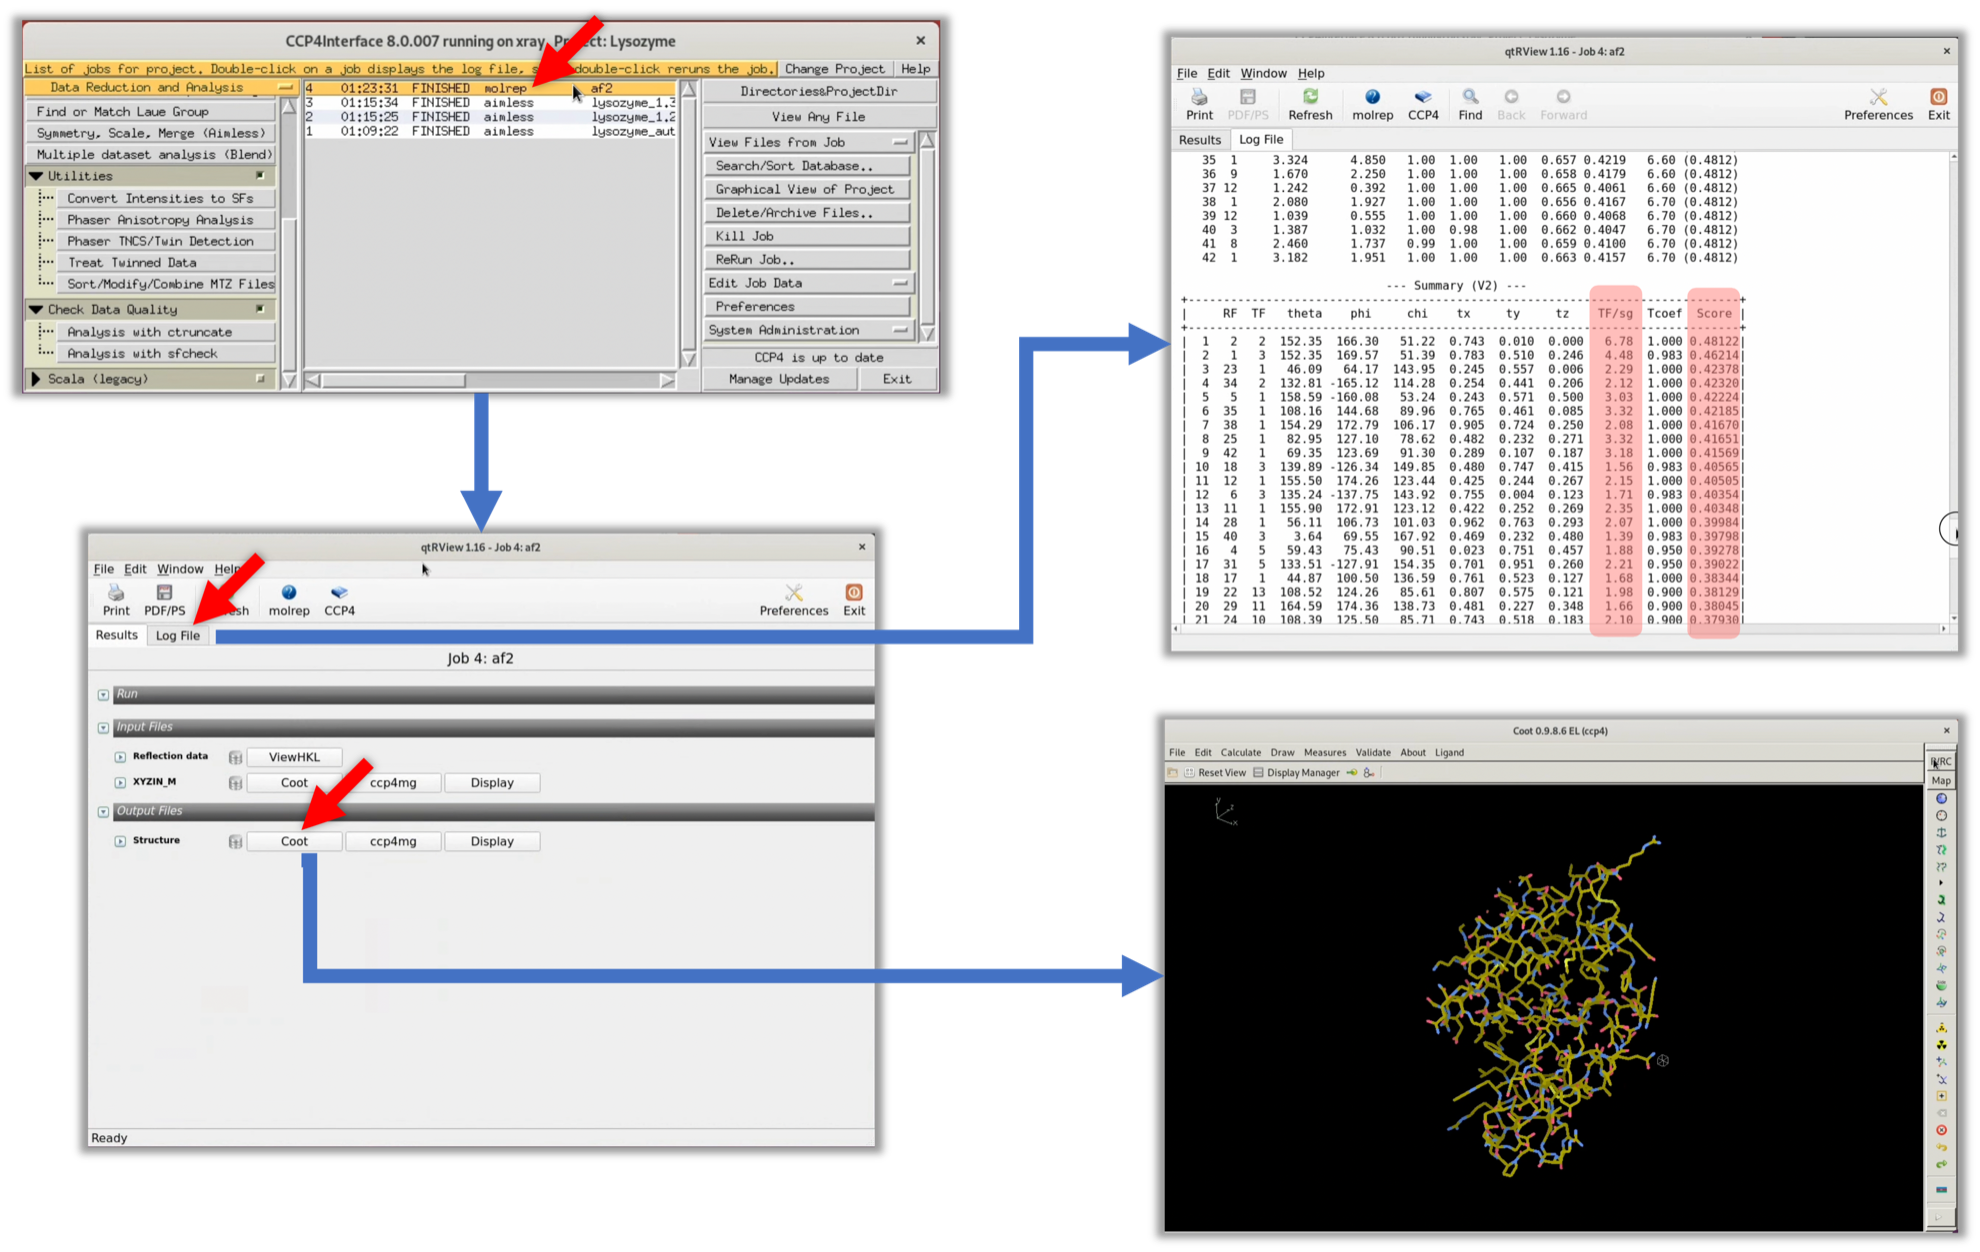 CCP4Interface 8.0.007 running on xray Project: Lysozyme
List of jobs for project. Double-click on a job displays the log file, double-click reruns the job. Change Project Help
Data Reduction and Analysis
Find or Match Laue Group
Symmetry, Scale, Merge (Aimless)
Multiple dataset analysis (Blend)
Utilities
Convert Intensities to SFs
Phaser Anisotropy Analysis
Phaser TNCS/Twin Detection
Treat Twinned Data
Sort/Modify/Combine MTZ Files
Check Data Quality
Analysis with ctruncate
Analysis with sfcheck
Scala (legacy)
4 01:23:31 FINISHED molrep af2
3 01:15:34 FINISHED aimless lysozyme_1.3
2 01:15:25 FINISHED aimless lysozyme_1.2
1 01:09:22 FINISHED aimless lysozyme_aut
Directories&ProjectDir
View Any File
View Files from Job
Search/Sort Database..
Graphical View of Project
Delete/Archive Files..
Kill Job
ReRun Job..
Edit Job Data
Preferences
System Administration
CCP4 is up to date
Manage Updates Exit
qtRView 1.16 - Job 4: af2
File Edit Window Help
Print PDF/PS Refresh molrep CCP4 Find Back Forward Preferences Exit
Results Log File
35 1 3.324 4.850 1.00 1.00 1.00 0.657 0.4219 6.60 (0.4812)
36 9 1.670 2.250 1.00 1.00 1.00 0.658 0.4179 6.60 (0.4812)
37 12 1.242 0.392 1.00 1.00 1.00 0.665 0.4061 6.60 (0.4812)
38 1 2.080 1.927 1.00 1.00 1.00 0.656 0.4167 6.70 (0.4812)
39 12 1.039 0.555 1.00 1.00 1.00 0.660 0.4068 6.70 (0.4812)
40 3 1.387 1.032 1.00 0.98 1.00 0.662 0.4047 6.70 (0.4812)
41 8 2.460 1.737 0.99 1.00 1.00 0.659 0.4100 6.70 (0.4812)
42 1 3.182 1.951 1.00 1.00 1.00 0.663 0.4157 6.70 (0.4812)
--- Summary (V2) ---
RF TF theta phi chi tx ty tz TF/sg Tcoef Score
1 2 2 152.35 166.30 51.22 0.743 0.010 0.000 6.78 1.000 0.48122
2 1 3 152.35 169.57 51.39 0.783 0.510 0.246 4.48 0.983 0.46214
3 23 1 46.09 64.17 143.95 0.245 0.557 0.006 2.29 1.000 0.42378
4 34 2 132.81 -165.12 114.28 0.254 0.441 0.206 2.12 1.000 0.42320
5 5 1 158.59 -160.08 53.24 0.243 0.571 0.500 3.03 1.000 0.42224
6 35 1 108.16 144.68 89.96 0.765 0.461 0.085 3.32 1.000 0.42185
7 38 1 154.29 172.79 106.17 0.905 0.724 0.250 2.08 1.000 0.41670
8 25 1 82.95 127.10 78.62 0.482 0.232 0.271 3.32 1.000 0.41651
9 42 1 69.35 123.69 91.30 0.289 0.107 0.187 3.18 1.000 0.41569
10 18 3 139.89 -126.34 149.85 0.480 0.747 0.415 1.56 0.983 0.40565
11 12 1 155.50 174.26 123.44 0.425 0.244 0.267 2.15 1.000 0.40505
12 6 3 135.24 -137.75 143.92 0.755 0.004 0.123 1.71 0.983 0.40354
13 11 1 155.90 172.91 123.12 0.422 0.252 0.269 2.35 1.000 0.40348
14 28 1 56.11 106.73 101.03 0.962 0.763 0.293 2.07 1.000 0.39984
15 40 3 3.64 69.55 167.92 0.469 0.232 0.480 1.39 0.983 0.39798
16 4 5 59.43 75.43 90.51 0.023 0.751 0.457 1.88 0.950 0.39278
17 31 5 133.51 -127.91 154.35 0.701 0.951 0.260 2.21 0.950 0.39022
18 17 1 44.87 100.50 136.59 0.761 0.523 0.127 1.68 1.000 0.38344
19 22 13 108.52 124.26 85.61 0.807 0.575 0.121 1.98 0.900 0.38129
20 29 11 164.59 174.36 138.73 0.481 0.227 0.348 1.66 0.900 0.38045
21 24 10 108.39 125.50 85.71 0.743 0.518 0.183 2.10 0.900 0.37930
qtRView 1.16 - Job 4: af2
File Edit Window Help
Print PDF/PS esh molrep CCP4 Preferences Exit
Results Log File
Job 4: af2
Run
Input Files
Reflection data ViewHKL
XYZIN_M Coot ccp4mg Display
Output Files
Structure Coot ccp4mg Display
Ready
Coot 0.9.8.6 EL (ccp4)
File Edit Calculate Draw Measures Validate About Ligand
Reset View Display Manager
Map